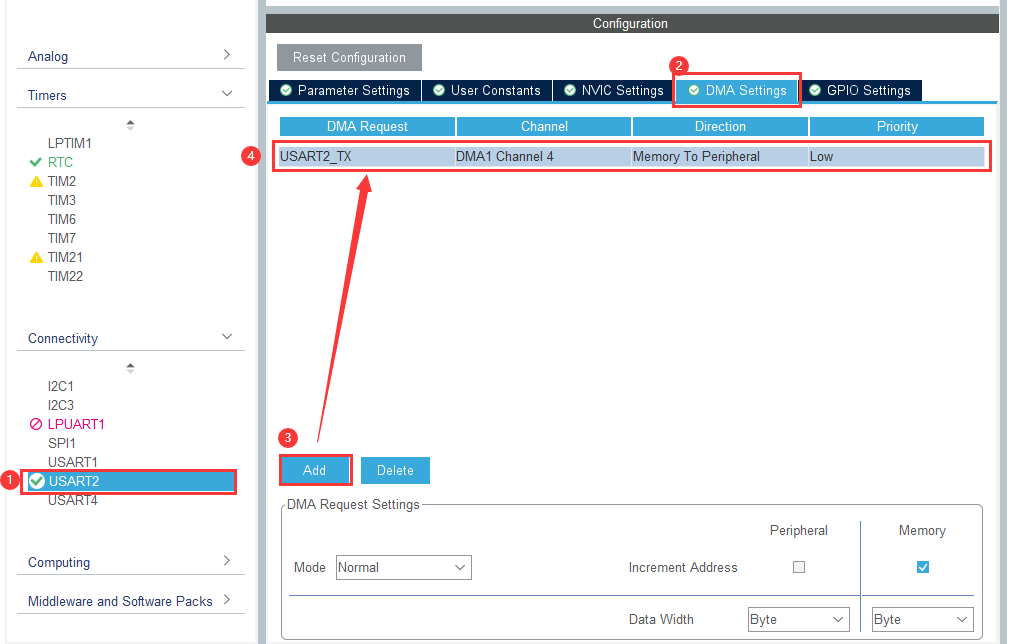 Configuration
Reset Configuration
2
Parameter Settings
User Constants
NVIC Settings
DMA Settings
GPIO Settings
DMA Request
Channel
Direction
Priority
4
USART2_TX
DMA1 Channel 4
Memory To Peripheral
Low
Analog
Timers
LPTIM1
RTC
TIM2
TIM3
TIM6
TIM7
TIM21
TIM22
Connectivity
I2C1
I2C3
LPUART1
SPI1
USART1
1
USART2
USART4
Computing
Middleware and Software Packs
3
Add
Delete
DMA Request Settings
Peripheral
Memory
Mode
Normal
Increment Address
Data Width
Byte
Byte